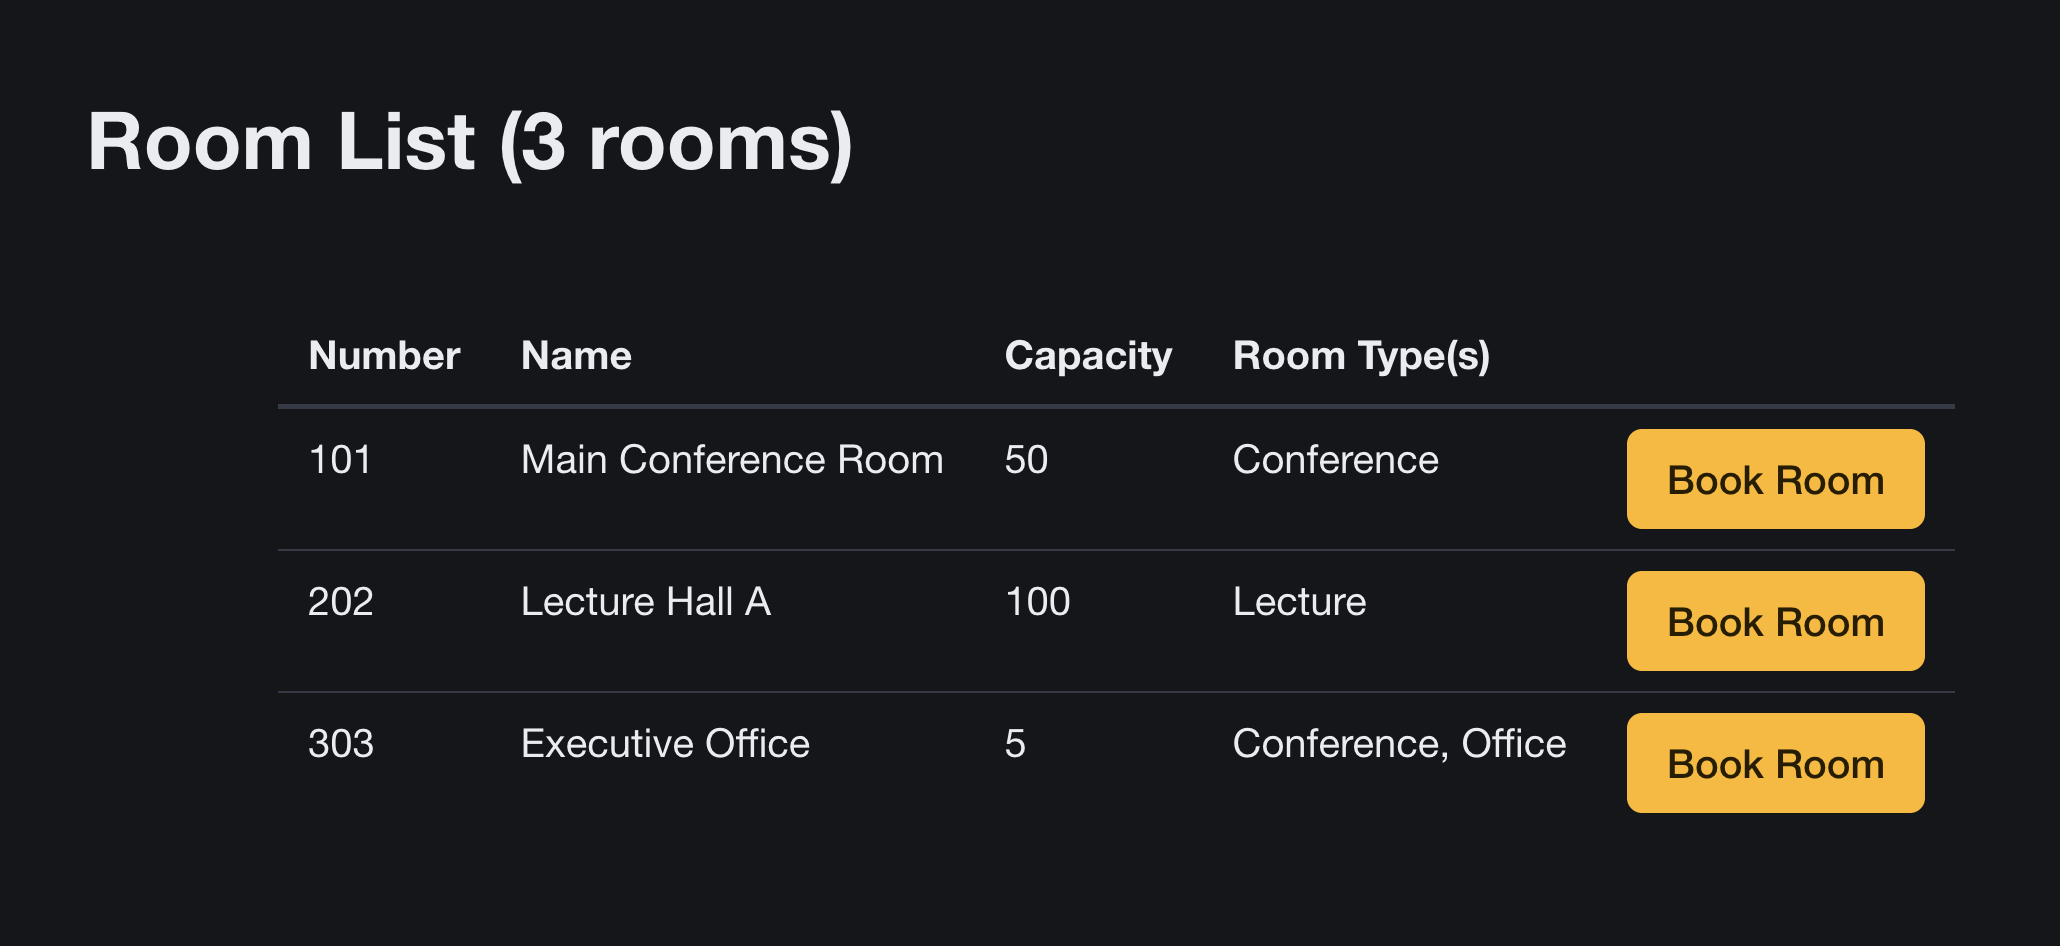 Room List (3 rooms)
Number Name Capacity Room Type(s)
101 Main Conference Room 50 Conference Book Room
202 Lecture Hall A 100 Lecture Book Room
303 Executive Office 5 Conference, Office Book Room